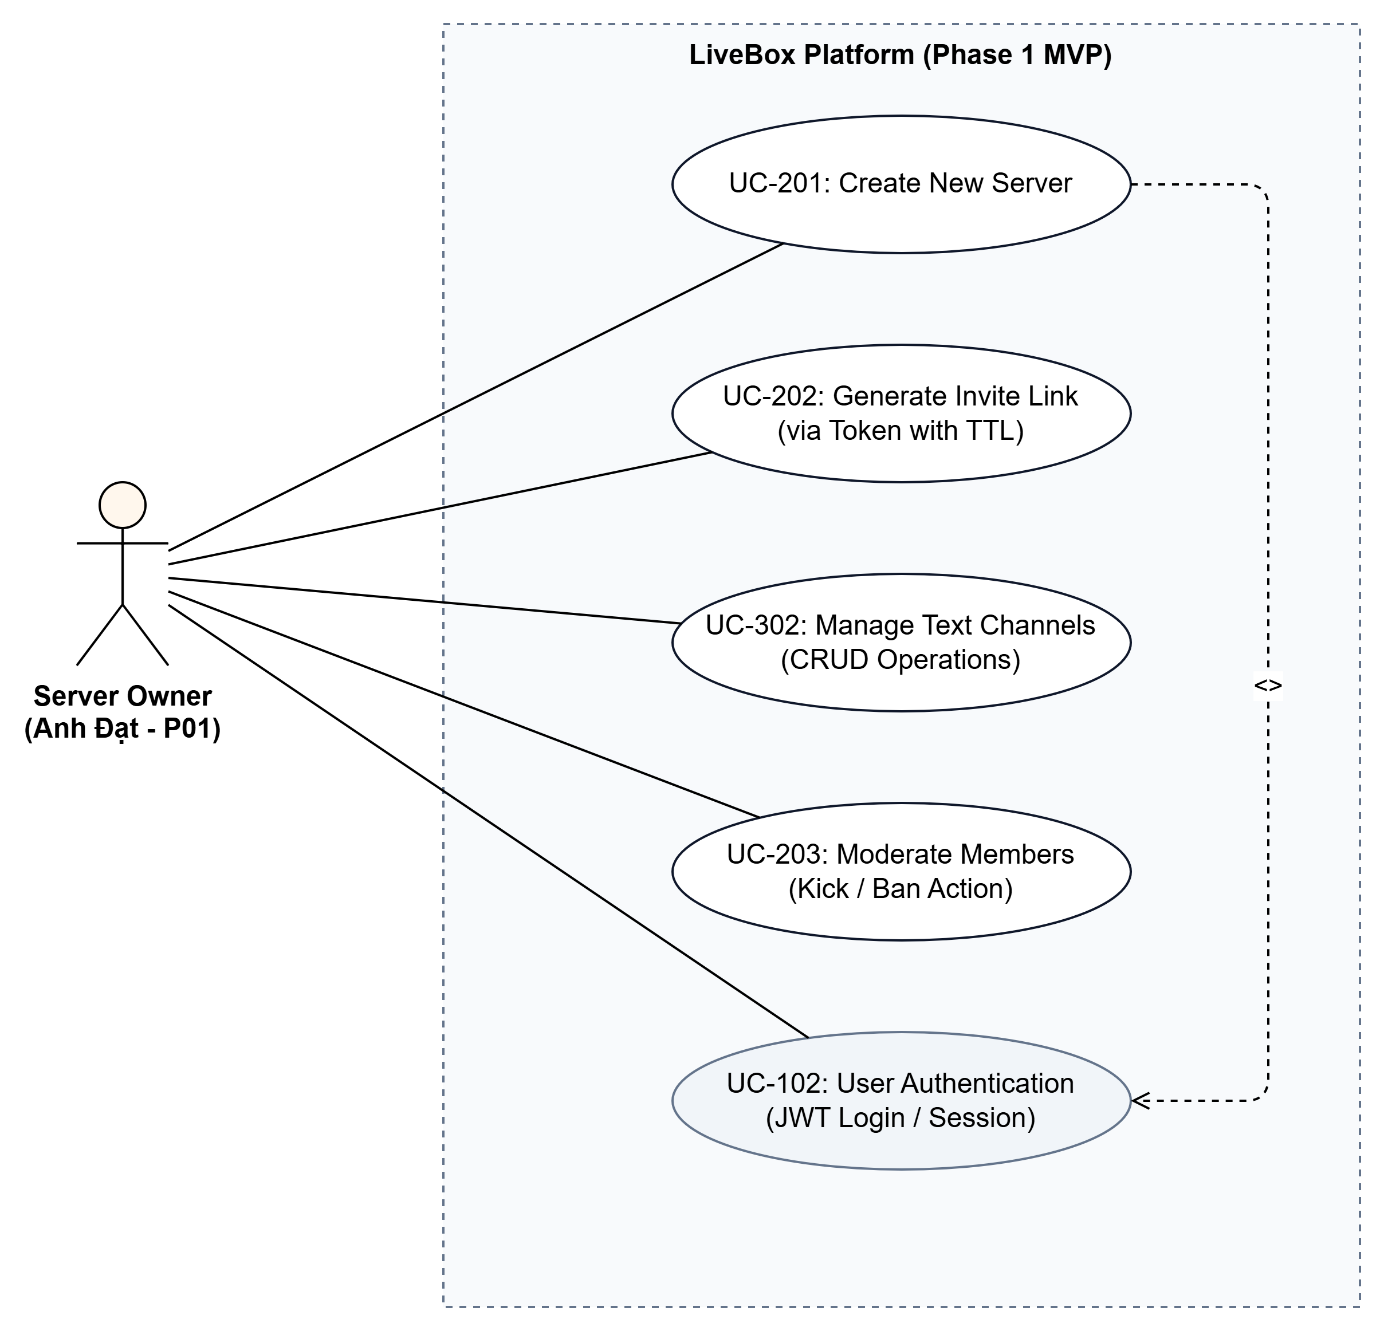 LiveBox Platform (Phase 1 MVP)
UC-201: Create New Server
UC-202: Generate Invite Link
(via Token with TTL)
UC-302: Manage Text Channels
(CRUD Operations)
<>
Server Owner
(Anh Đạt - P01)
UC-203: Moderate Members
(Kick / Ban Action)
UC-102: User Authentication
(JWT Login / Session)